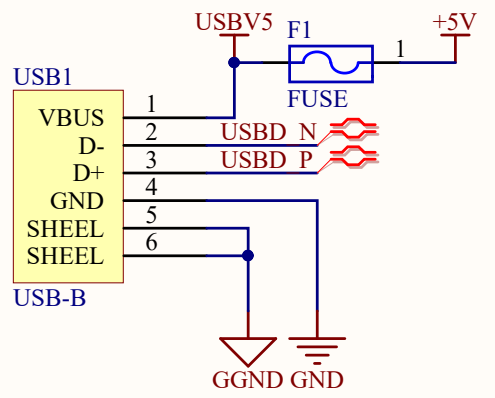 USBV5
F1
+5V
1
USB1
FUSE
VBUS 1
D- 2 USBD_N
D+ 3 USBD_P
GND 4
SHEEL 5
SHEEL 6
USB-B
GGND GND